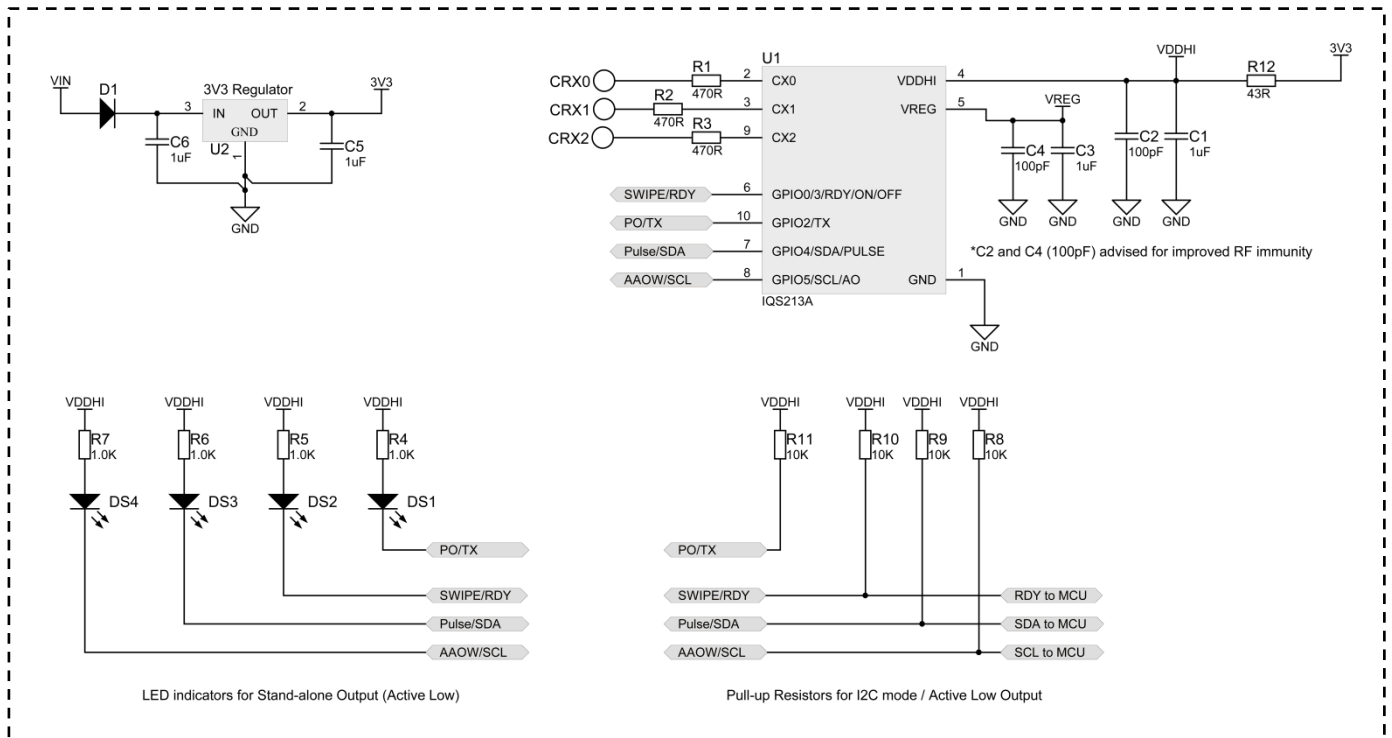 VIN
D1
3V3 Regulator
3V3
3 IN OUT 2
GND
U2
1
C6
1uF
C5
1uF
GND
U1
CRX0 R1 470R 2 CX0
CRX1 R2 470R 3 CX1
CRX2 R3 470R 9 CX2
VDDHI 4
VREG 5
VDDHI
R12
43R
3V3
VREG
C4
100pF
C3
1uF
C2
100pF
C1
1uF
GND GND GND GND
SWIPE/RDY 6 GPIO0/3/RDY/ON/OFF
PO/TX 10 GPIO2/TX
Pulse/SDA 7 GPIO4/SDA/PULSE
AAOW/SCL 8 GPIO5/SCL/AO
GND 1
IQS213A
GND
*C2 and C4 (100pF) advised for improved RF immunity
VDDHI VDDHI VDDHI VDDHI
R7 R6 R5 R4
1.0K 1.0K 1.0K 1.0K
DS4 DS3 DS2 DS1
PO/TX
SWIPE/RDY
Pulse/SDA
AAOW/SCL
LED indicators for Stand-alone Output (Active Low)
VDDHI VDDHI VDDHI VDDHI
R11 R10 R9 R8
10K 10K 10K 10K
PO/TX
SWIPE/RDY RDY to MCU
Pulse/SDA SDA to MCU
AAOW/SCL SCL to MCU
Pull-up Resistors for I2C mode / Active Low Output